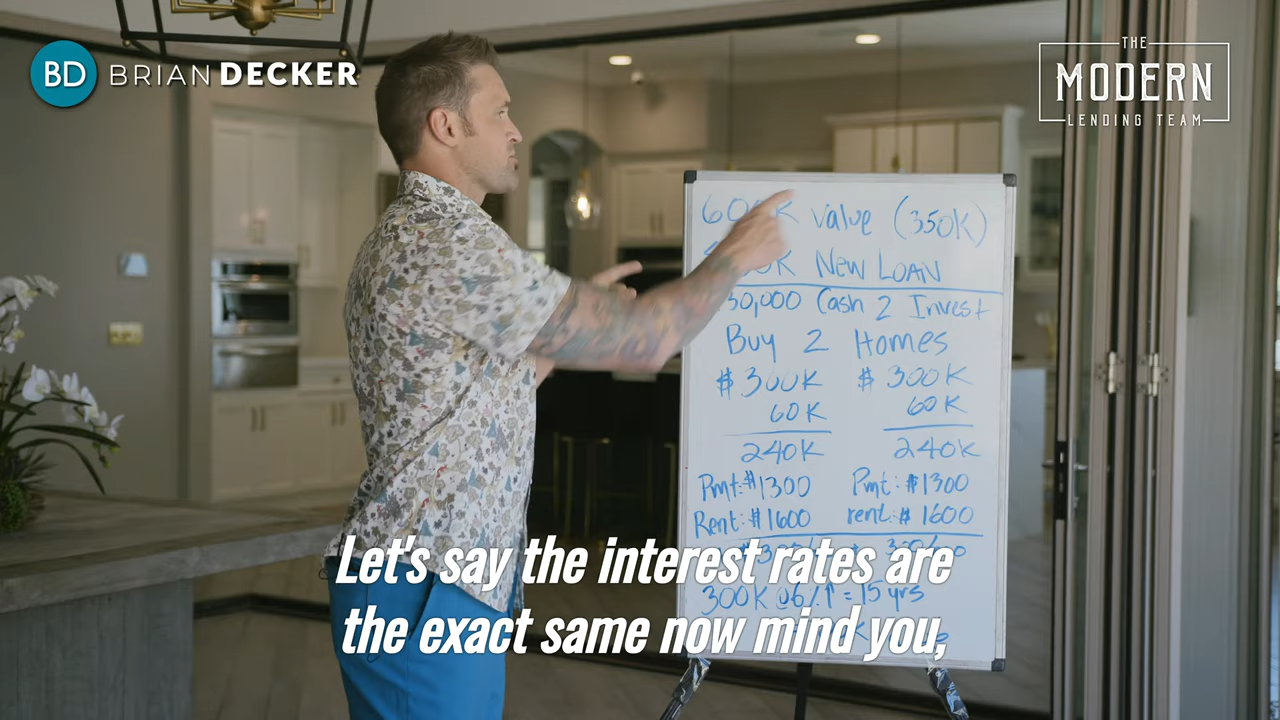 BD BRIAN DECKER
THE
MODERN
LENDING TEAM
value (350K)
NEW LOAN
Cash 2 Invest
Buy 2 Homes
$300K $300K
60K 60K
240K 240K
Pmt: $1300 Pmt: $1300
Rent: $1600 rent: $1600
300K @ 6% = 15 yrs
Let's say the interest rates are
the exact same now mind you,